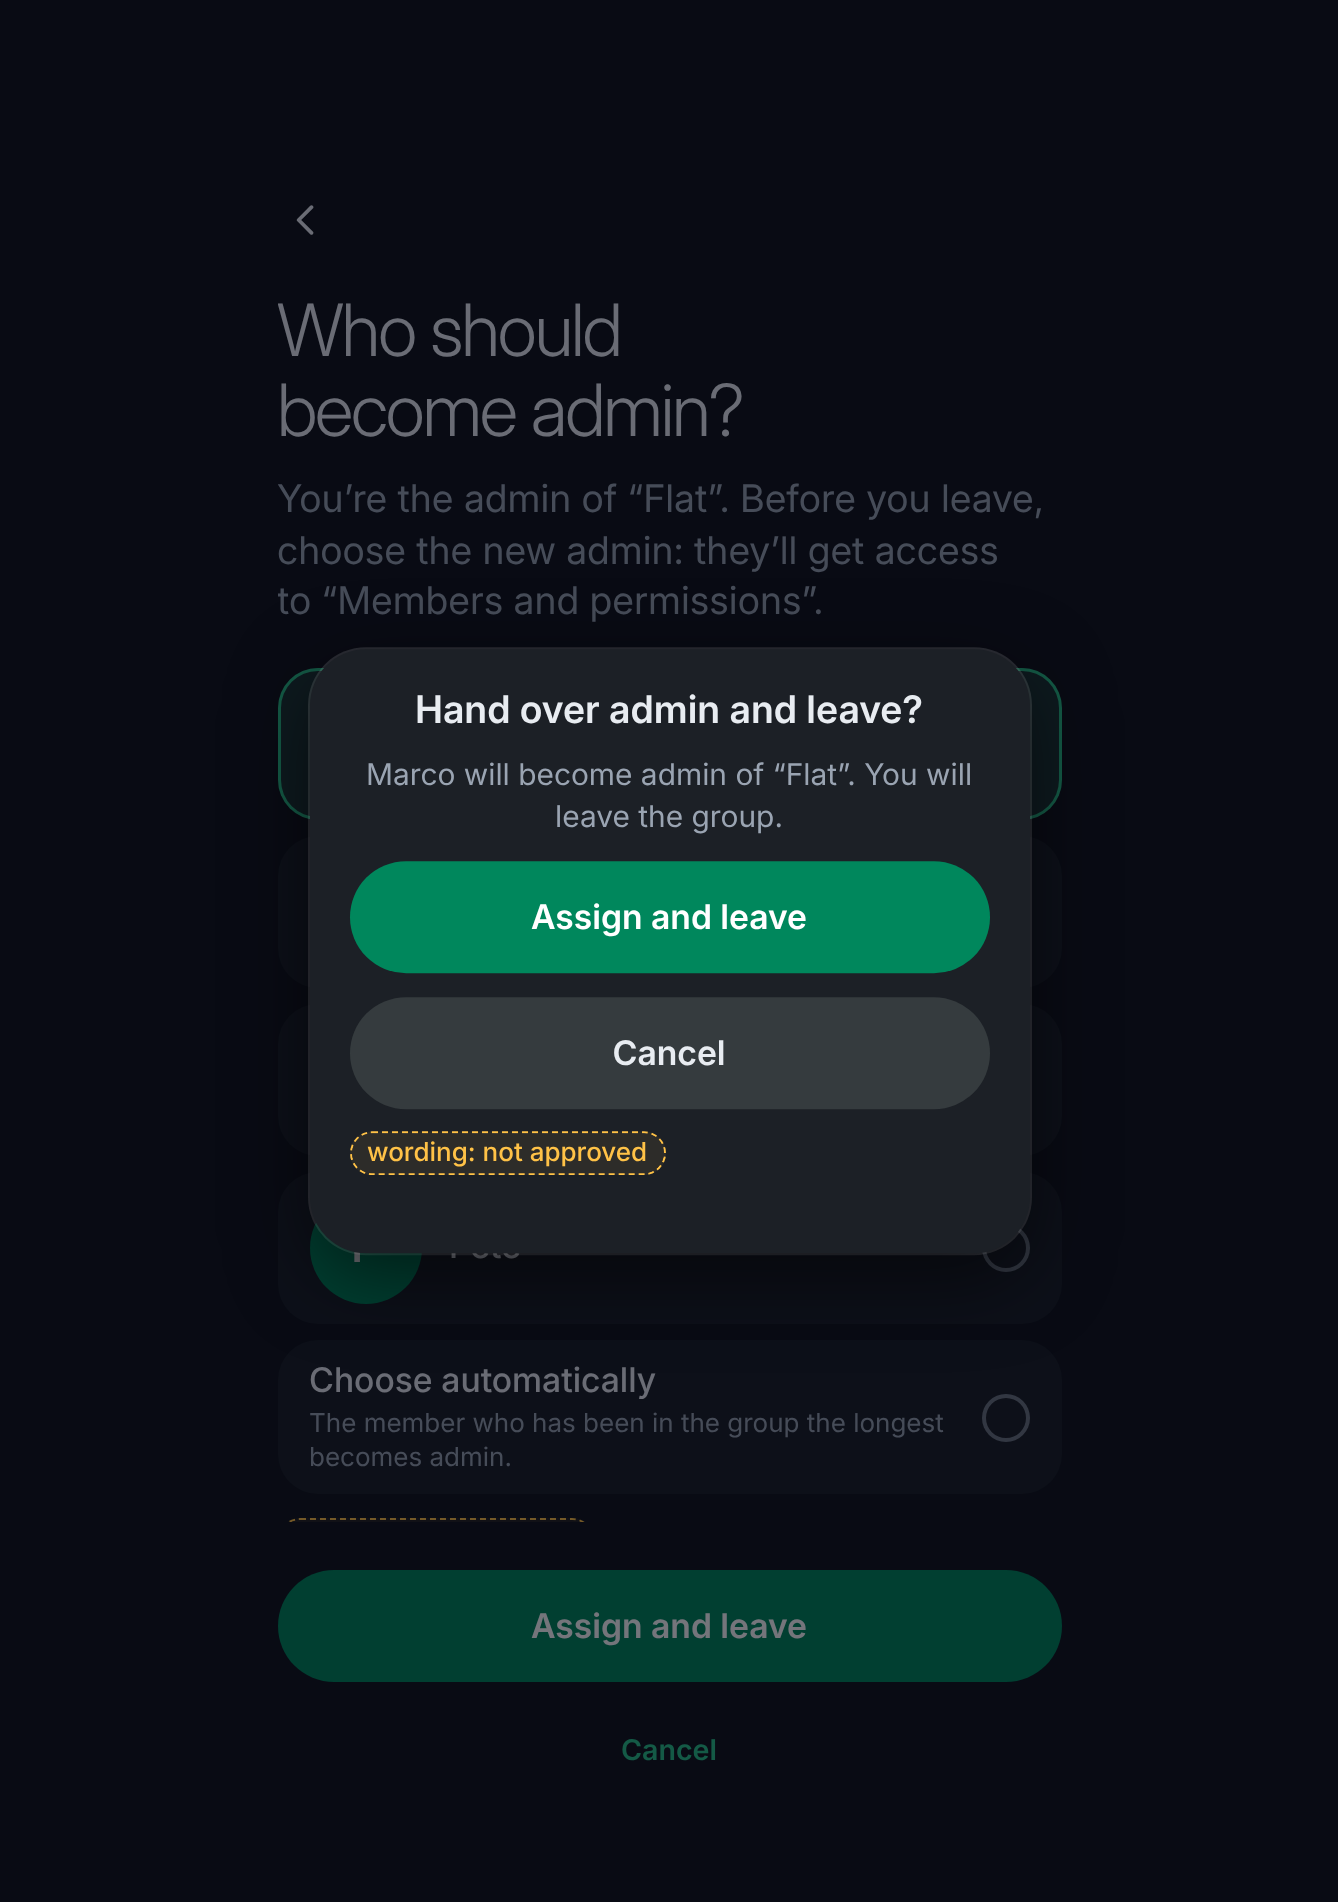 Who should
become admin?
You’re the admin of “Flat”. Before you leave,
choose the new admin: they’ll get access
to “Members and permissions”.
Hand over admin and leave?
Marco will become admin of “Flat”. You will
leave the group.
Assign and leave
Cancel
wording: not approved
Choose automatically
The member who has been in the group the longest
becomes admin.
Assign and leave
Cancel